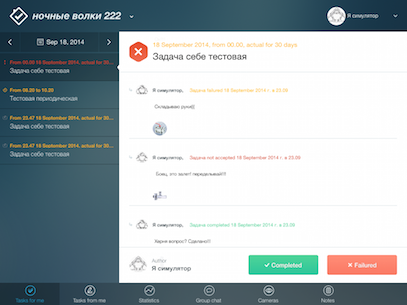 ночные волки 222
Я симулятор
Sep 18, 2014
From 00.00 18 September 2014, actual for 30...
Задача себе тестовая
From 09.20 to 10.20
Тестовая периодическая
From 23.47 18 September 2014, actual for 30...
Задача себе тестовая
From 23.47 18 September 2014, actual for 30...
Задача себе тестовая
18 September 2014, from 00.00, actual for 30 days
Задача себе тестовая
Я симулятор, Задача failured 18 September 2014 г. в 23.09
Складываю руки((
Я симулятор, Задача not accepted 18 September 2014 г. в 23.09
Боец, это залет! переделывай!!!
Я симулятор, Задача completed 18 September 2014 г. в 23.09
Херня вопрос? Сделано!!!
Author
Я симулятор
Completed
Failured
Tasks for me
Tasks from me
Statistics
Group chat
Cameras
Notes